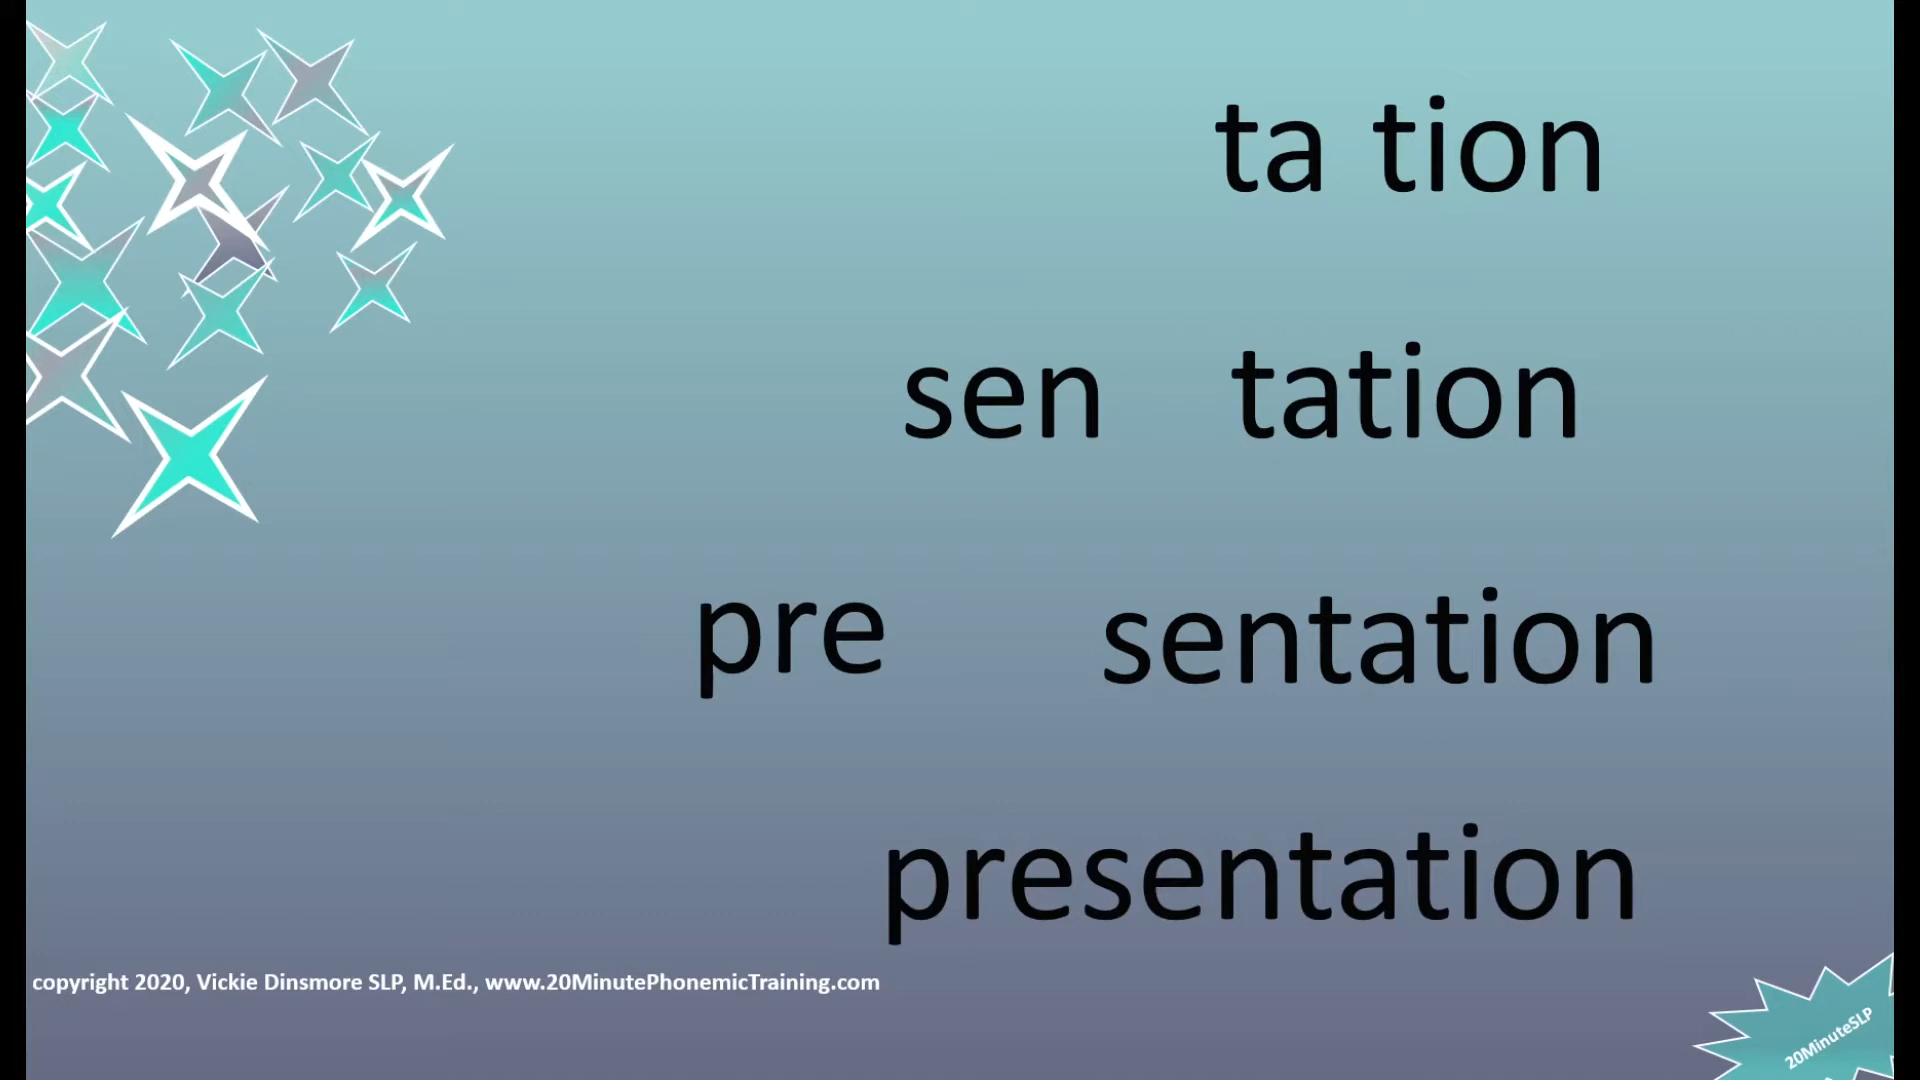 ta tion
sen tation
pre sentation
presentation
copyright 2020, Vickie Dinsmore SLP, M.Ed., www.20MinutePhonemicTraining.com
20MinuteSLP